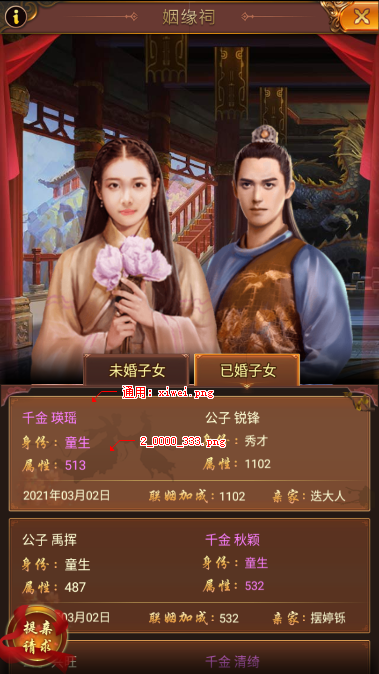 姻缘祠
未婚子女
已婚子女
通用：xiwei.png
千金 瑛瑶
公子 锐锋
身份：童生
2_0000_333.png
身份：秀才
属性：513
属性：1102
2021年03月02日
联姻加成：1102
亲家：迭大人
公子 禹挥
千金 秋颖
身份：童生
身份：童生
属性：487
属性：532
月02日
联姻加成：532
亲家：摆婷铄
提亲
请求
千金 清绮